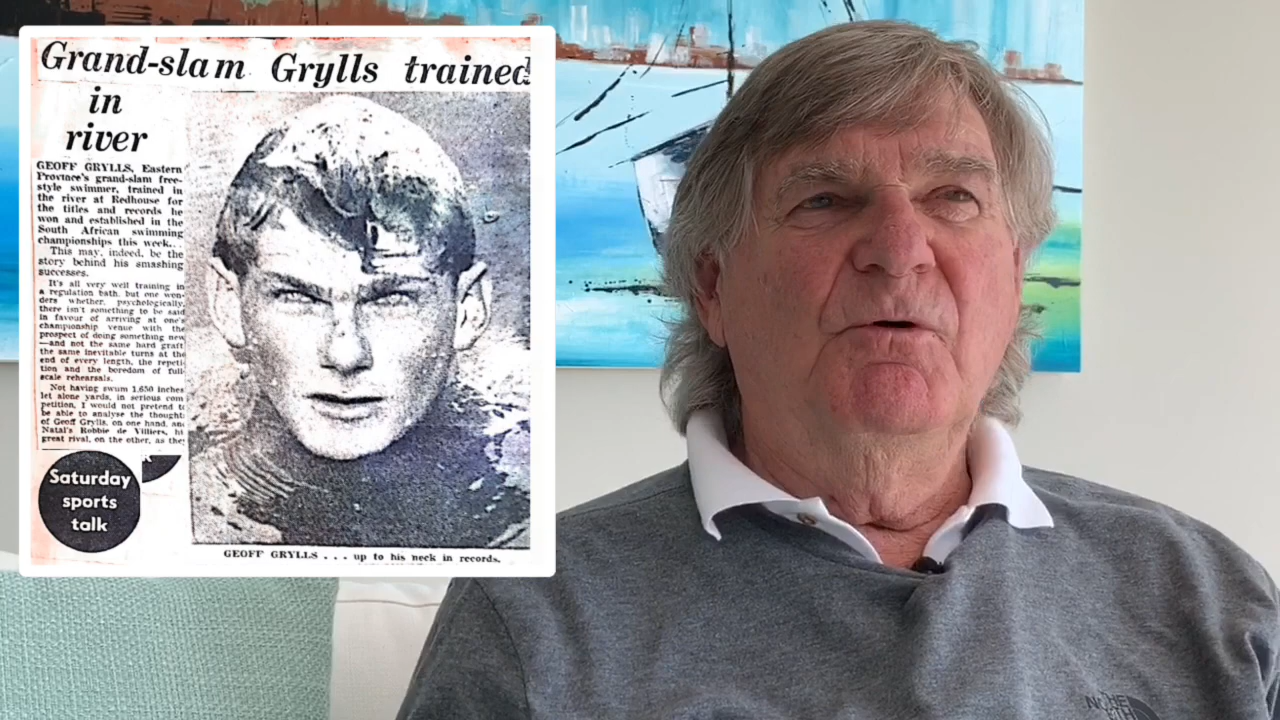 Grand-slam Grylls trained
in
river
GEOFF GRYLLS, Eastern
Province's grand-slam free-
style swimmer, trained in
the river at Redhouse for
the titles and records he
won and established in the
South African swimming
championships this week..
This may, indeed, be the
story behind his smashing
successes.
It's all very well training in
a regulation bath, but one won-
ders whether, psychologically,
there isn't something to be said
in favour of arriving at one's
championship venue with the
prospect of doing something new
—and not the same hard graft
the same inevitable turns at the
end of every length, the repeti-
tion and the boredom of full-
scale rehearsals.
Not having swum 1,650 inches
let alone yards, in serious com
petition, I would not pretend to
be able to analyse the thought
of Geoff Grylls, on one hand, and
Natal's Robbie de Villiers, hi
great rival, on the other, as they
Saturday
sports
talk
GEOFF GRYLLS . . . up to his neck in records.
THE
NORTH